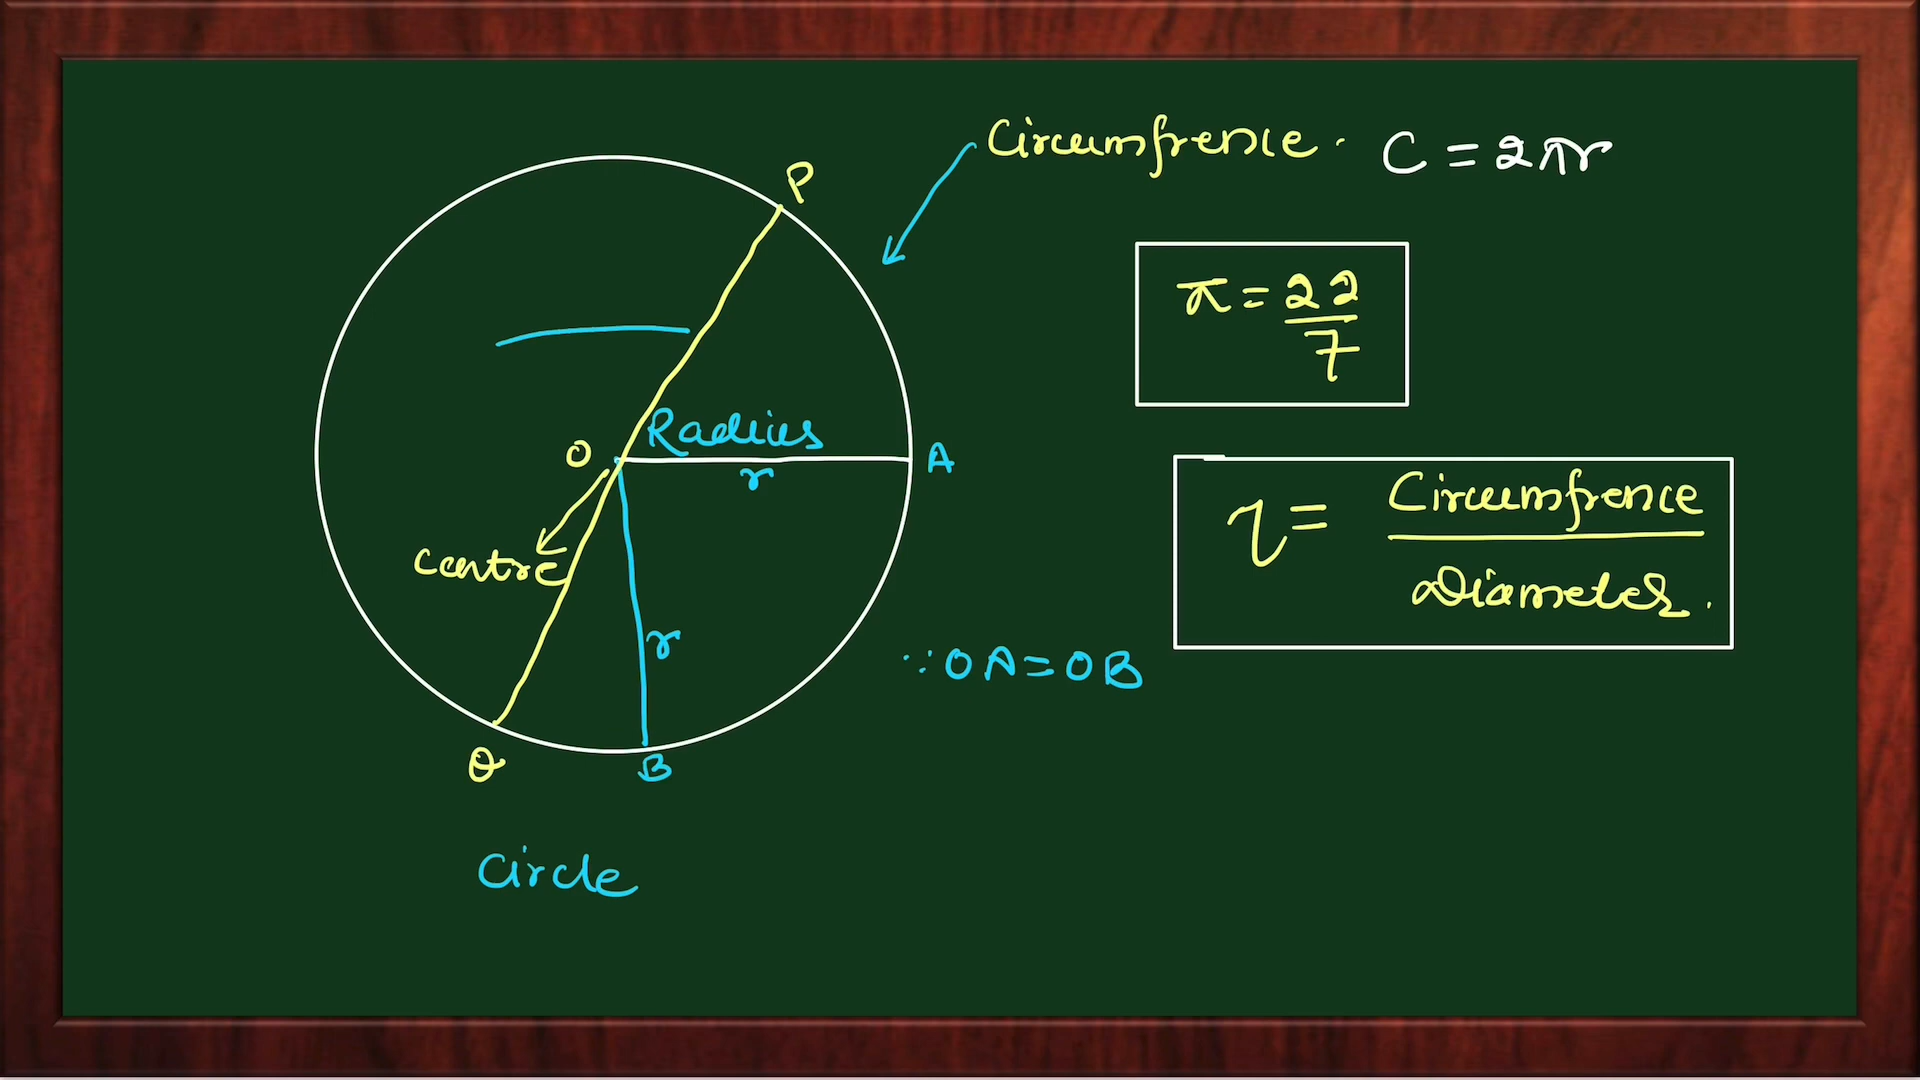 Circumfrence. C = 2πr
P
π = 22/7
Radius
O
r
A
Circumfrence
Diameter.
centre
r
∵ OA = OB
Q
B
Circle